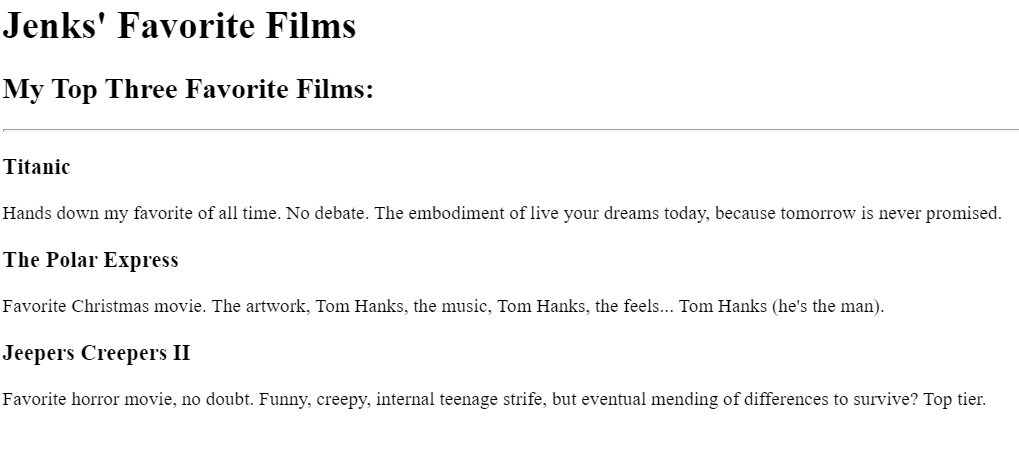 Jenks' Favorite Films
My Top Three Favorite Films:
Titanic
Hands down my favorite of all time. No debate. The embodiment of live your dreams today, because tomorrow is never promised.
The Polar Express
Favorite Christmas movie. The artwork, Tom Hanks, the music, Tom Hanks, the feels... Tom Hanks (he's the man).
Jeepers Creepers II
Favorite horror movie, no doubt. Funny, creepy, internal teenage strife, but eventual mending of differences to survive? Top tier.